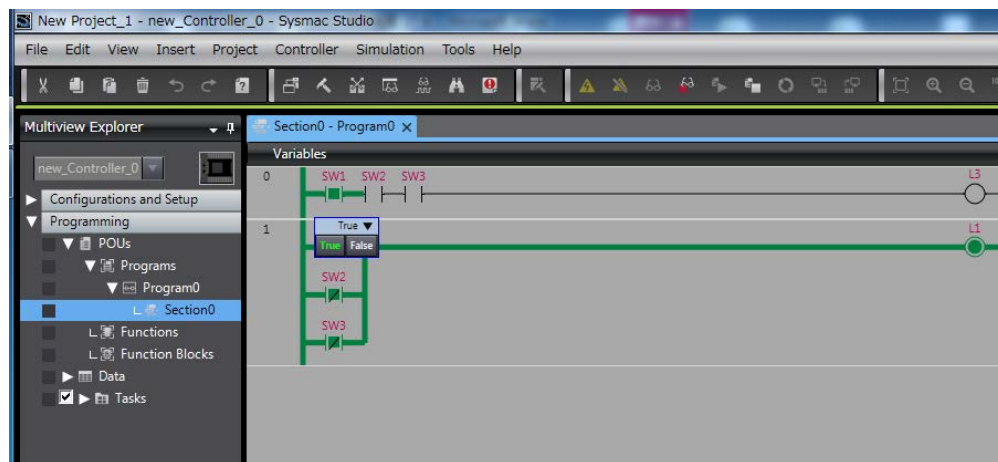 New Project_1 - new_Controller_0 - Sysmac Studio
File Edit View Insert Project Controller Simulation Tools Help
Multiview Explorer
Section0 - Program0
new_Controller_0
Variables
Configurations and Setup
Programming
POUs
Programs
Program0
Section0
Functions
Function Blocks
Data
Tasks
0 SW1 SW2 SW3 L3
1 True L1
True False
SW2
SW3